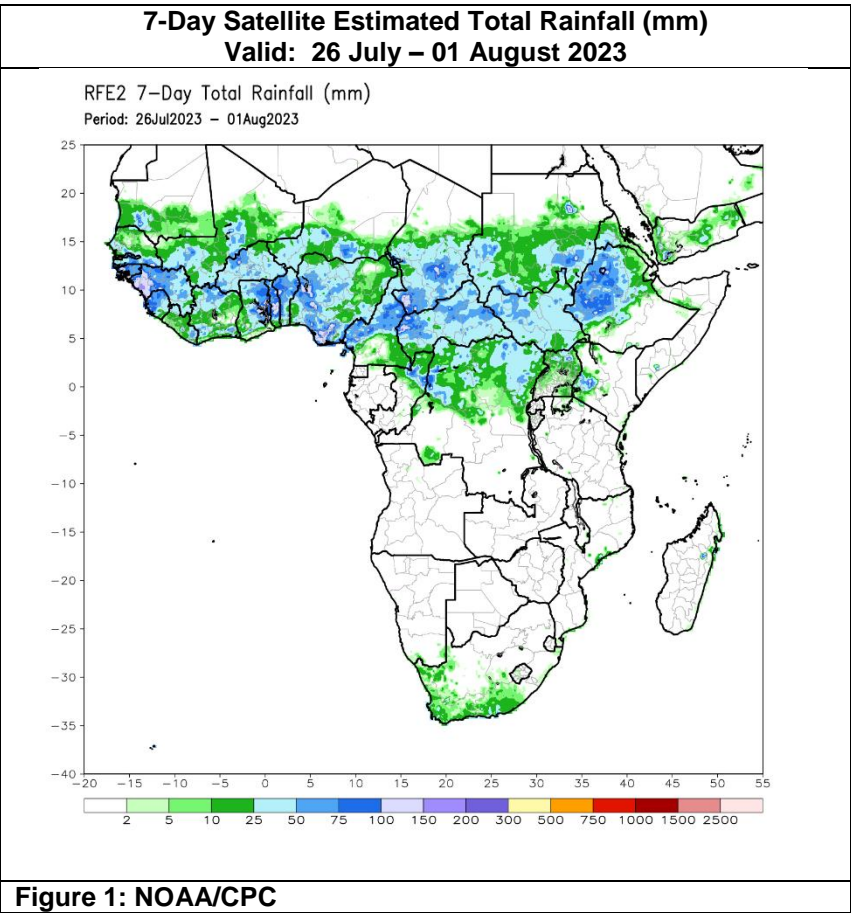 7-Day Satellite Estimated Total Rainfall (mm)
Valid: 26 July – 01 August 2023
RFE2 7-Day Total Rainfall (mm)
Period: 26Jul2023 - 01Aug2023
25
20
15
10
5
0
-5
-10
-15
-20
-25
-30
-35
-40
-20 -15 -10 -5 0 5 10 15 20 25 30 35 40 45 50 55
2 5 10 25 50 75 100 150 200 300 500 750 1000 1500 2500
Figure 1: NOAA/CPC